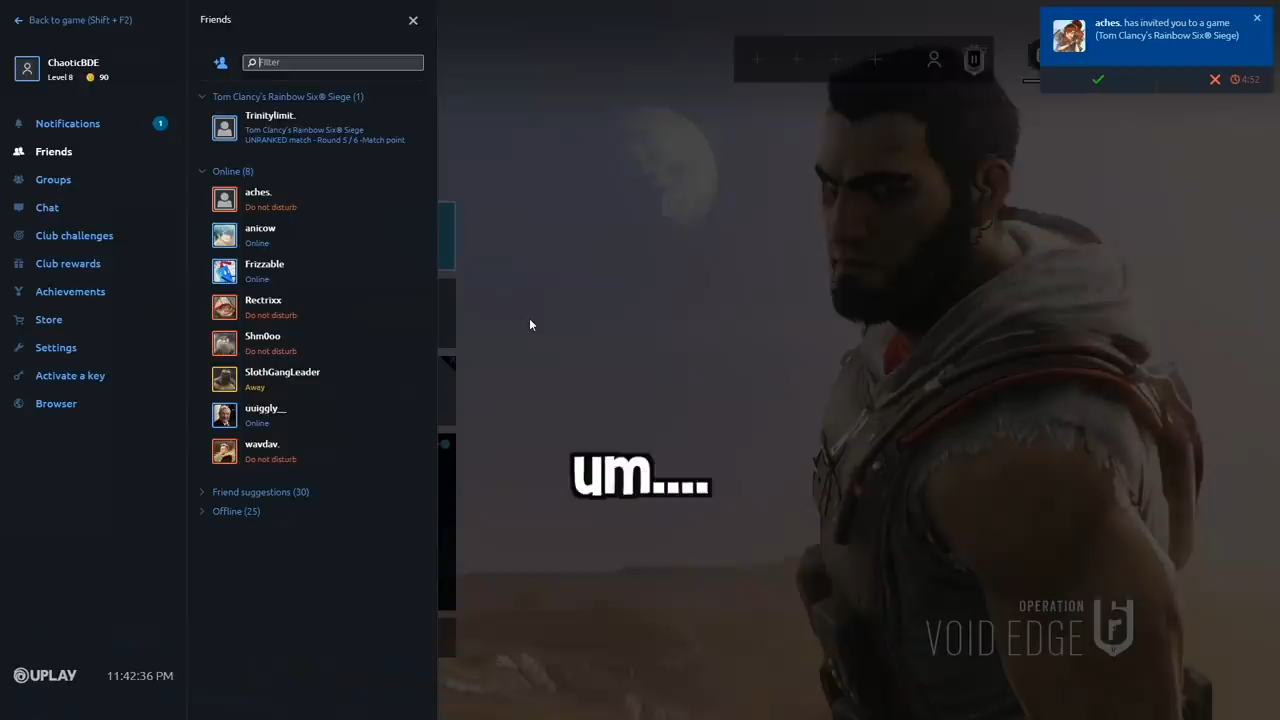 Back to game (Shift + F2)
ChaoticBDE
Level 8 90
Notifications 1
Friends
Groups
Chat
Club challenges
Club rewards
Achievements
Store
Settings
Activate a key
Browser
UPLAY 11:42:36 PM
Friends
Filter
Tom Clancy's Rainbow Six® Siege (1)
Trinitylimit.
Tom Clancy's Rainbow Six® Siege
UNRANKED match - Round 5 / 6 -Match point
Online (8)
aches.
Do not disturb
anicow
Online
Frizzable
Online
Rectrixx
Do not disturb
Shm0oo
Do not disturb
SlothGangLeader
Away
uuiggly__
Online
wavdav.
Do not disturb
Friend suggestions (30)
Offline (25)
um....
aches. has invited you to a game
(Tom Clancy's Rainbow Six® Siege)
4:52
OPERATION
VOID EDGE